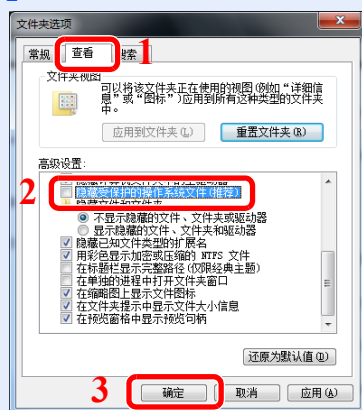 文件夹选项
常规 查看 搜索 1
文件夹视图
可以将该文件夹正在使用的视图(例如“详细信
息”或“图标”)应用到所有这种类型的文件夹
中。
应用到文件夹(L) 重置文件夹(R)
高级设置:
2 隐藏受保护的操作系统文件(推荐)
隐藏文件和文件夹
不显示隐藏的文件、文件夹或驱动器
显示隐藏的文件、文件夹和驱动器
隐藏已知文件类型的扩展名
用彩色显示加密或压缩的 NTFS 文件
在标题栏显示完整路径(仅限经典主题)
在单独的进程中打开文件夹窗口
在缩略图上显示文件图标
在文件夹提示中显示文件大小信息
在预览窗格中显示预览句柄
还原为默认值(D)
3 确定 取消 应用(A)